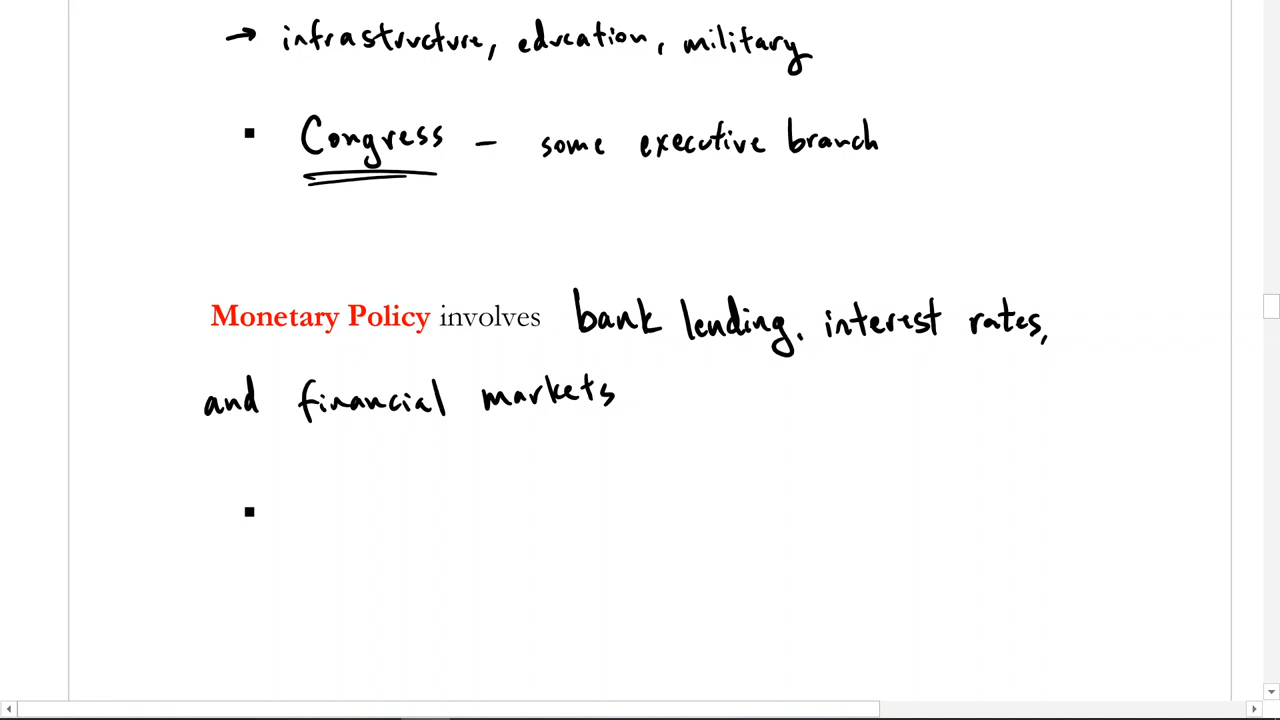 → infrastructure, education, military
▪ Congress – some executive branch
Monetary Policy involves bank lending, interest rates,
and financial markets
▪